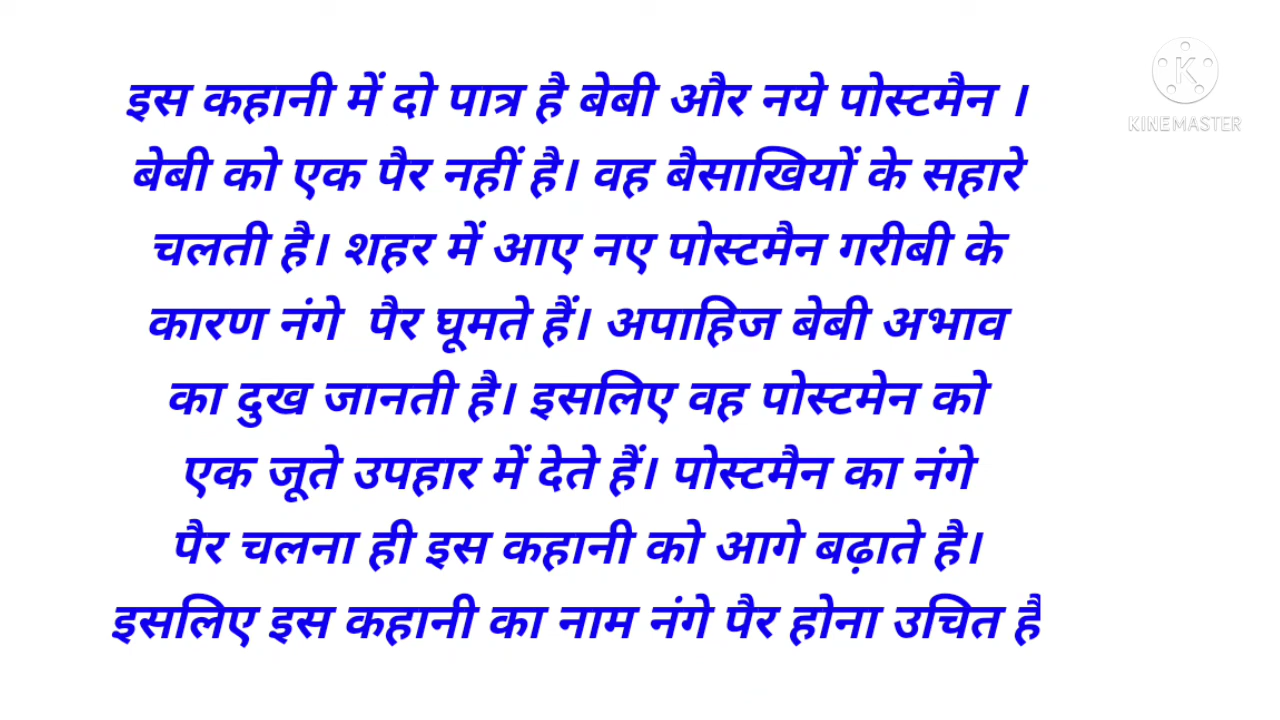 इस कहानी में दो पात्र है बेबी और नये पोस्टमैन ।
बेबी को एक पैर नहीं है। वह बैसाखियों के सहारे
चलती है। शहर में आए नए पोस्टमैन गरीबी के
कारण नंगे पैर घूमते हैं। अपाहिज बेबी अभाव
का दुख जानती है। इसलिए वह पोस्टमेन को
एक जूते उपहार में देते हैं। पोस्टमैन का नंगे
पैर चलना ही इस कहानी को आगे बढ़ाते है।
इसलिए इस कहानी का नाम नंगे पैर होना उचित है
KINEMASTER